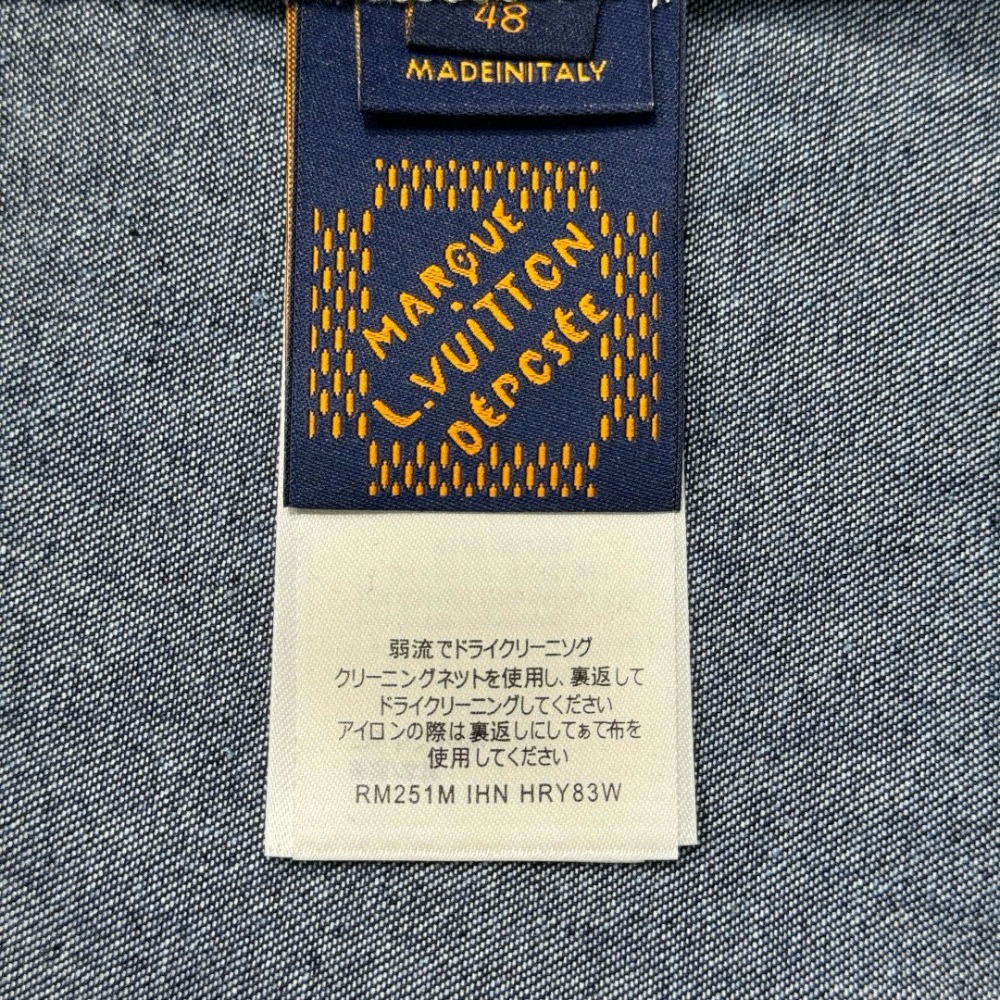 48
MADEINITALY
MARQUE
L.VUITTON
DÉPOSÉE
弱流でドライクリーニソグ
クリーニングネットを使用し、裏返して
ドライクリーニングしてください
アイロンの際は裏返しにしてぁて布を
使用してください
RM251M IHN HRY83W